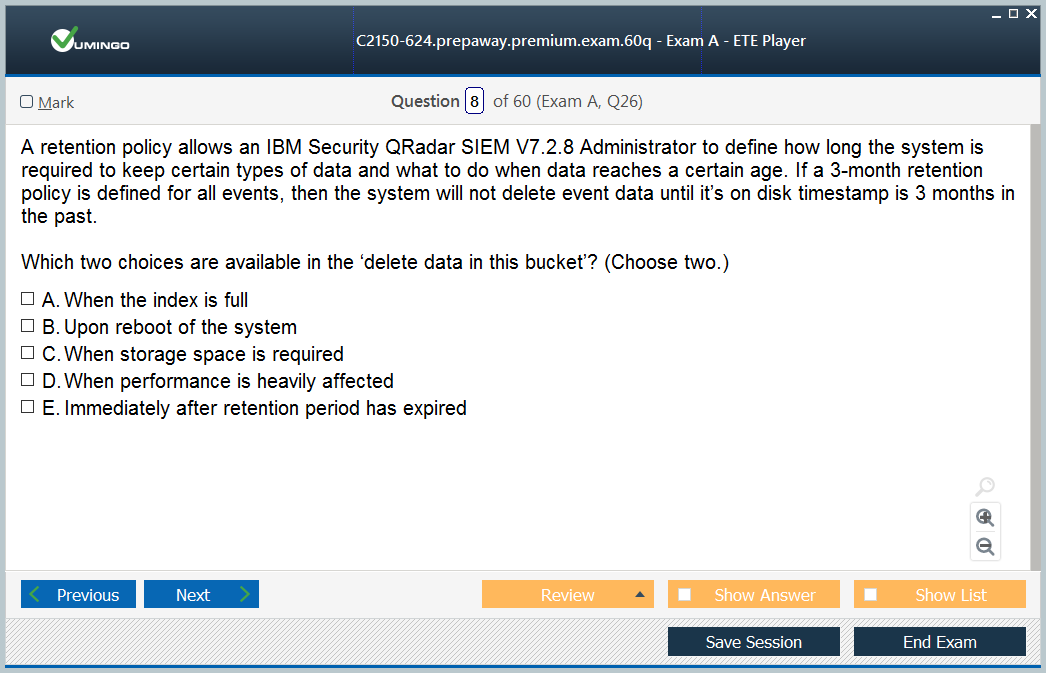 VUMINGO
C2150-624.prepaway.premium.exam.60q - Exam A - ETE Player
Mark
Question 8 of 60 (Exam A, Q26)
A retention policy allows an IBM Security QRadar SIEM V7.2.8 Administrator to define how long the system is
required to keep certain types of data and what to do when data reaches a certain age. If a 3-month retention
policy is defined for all events, then the system will not delete event data until it’s on disk timestamp is 3 months in
the past.
Which two choices are available in the ‘delete data in this bucket’? (Choose two.)
A. When the index is full
B. Upon reboot of the system
C. When storage space is required
D. When performance is heavily affected
E. Immediately after retention period has expired
Previous
Next
Review
Show Answer
Show List
Save Session
End Exam